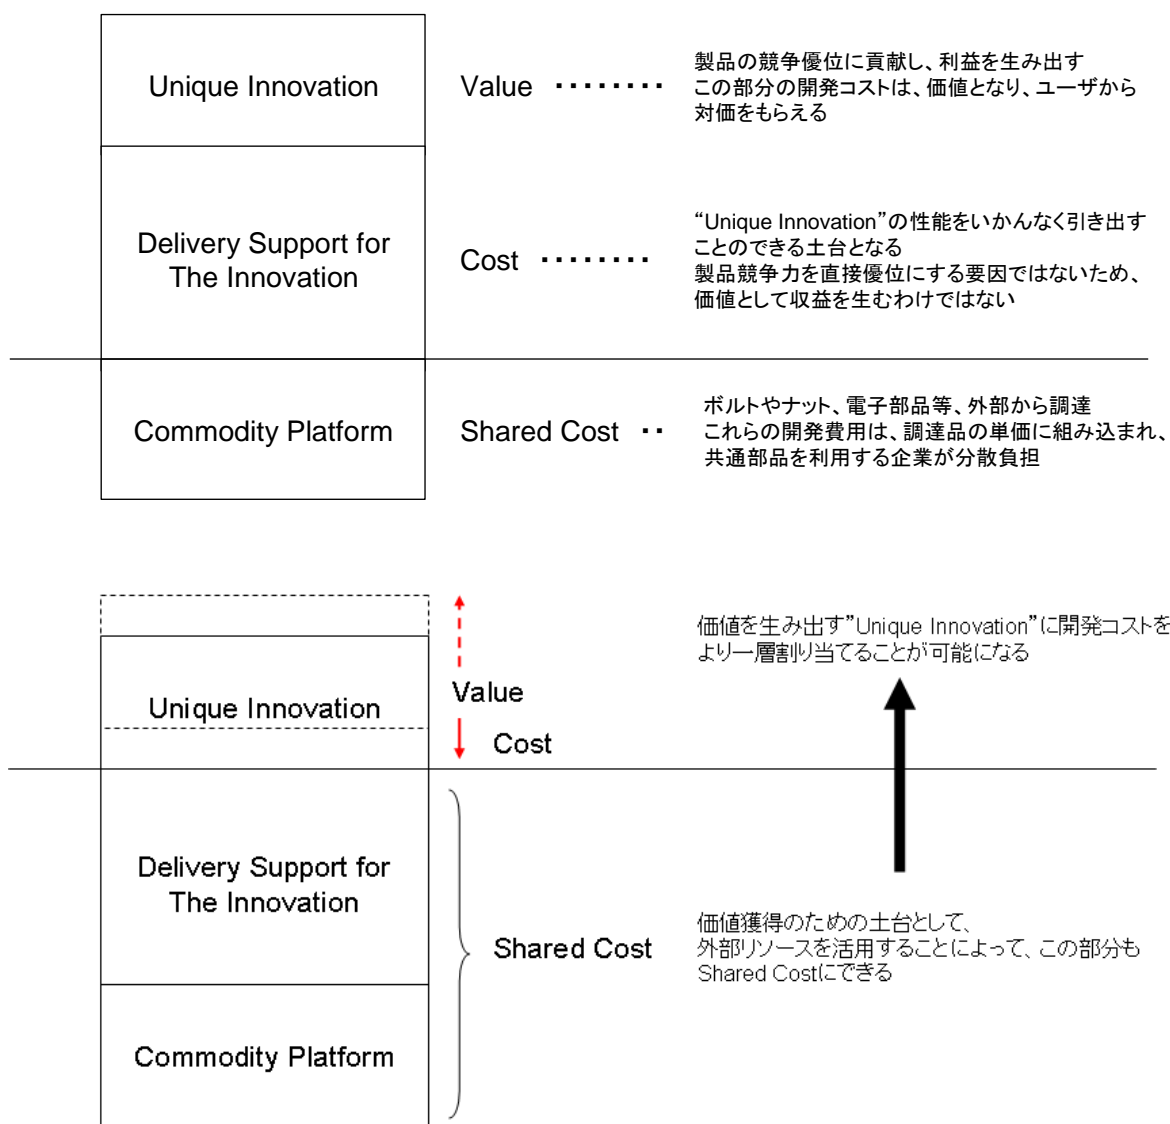 Unique Innovation
Value ········
製品の競争優位に貢献し、利益を生み出す
この部分の開発コストは、価値となり、ユーザから
対価をもらえる
Delivery Support for
The Innovation
Cost ········
“Unique Innovation”の性能をいかんなく引き出す
ことのできる土台となる
製品競争力を直接優位にする要因ではないため、
価値として収益を生むわけではない
Commodity Platform
Shared Cost ··
ボルトやナット、電子部品等、外部から調達
これらの開発費用は、調達品の単価に組み込まれ、
共通部品を利用する企業が分散負担
Unique Innovation
Value
Cost
価値を生み出す”Unique Innovation”に開発コストを
より一層割り当てることが可能になる
Delivery Support for
The Innovation
Commodity Platform
Shared Cost
価値獲得のための土台として、
外部リソースを活用することによって、この部分も
Shared Costにできる